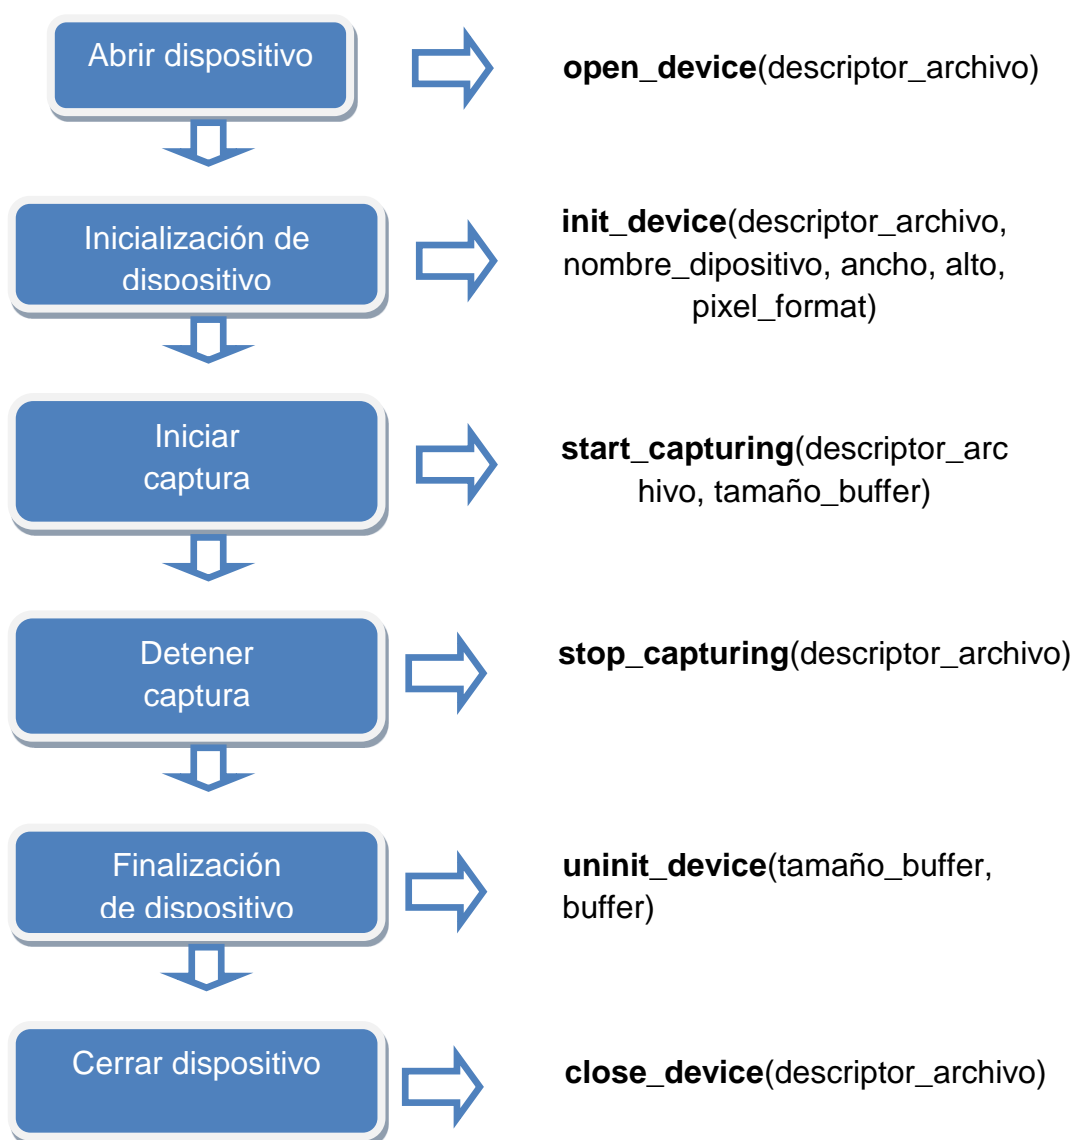 Abrir dispositivo
open_device(descriptor_archivo)
Inicialización de
dispositivo
init_device(descriptor_archivo,
nombre_dipositivo, ancho, alto,
pixel_format)
Iniciar
captura
start_capturing(descriptor_arc
hivo, tamaño_buffer)
Detener
captura
stop_capturing(descriptor_archivo)
Finalización
de dispositivo
uninit_device(tamaño_buffer,
buffer)
Cerrar dispositivo
close_device(descriptor_archivo)